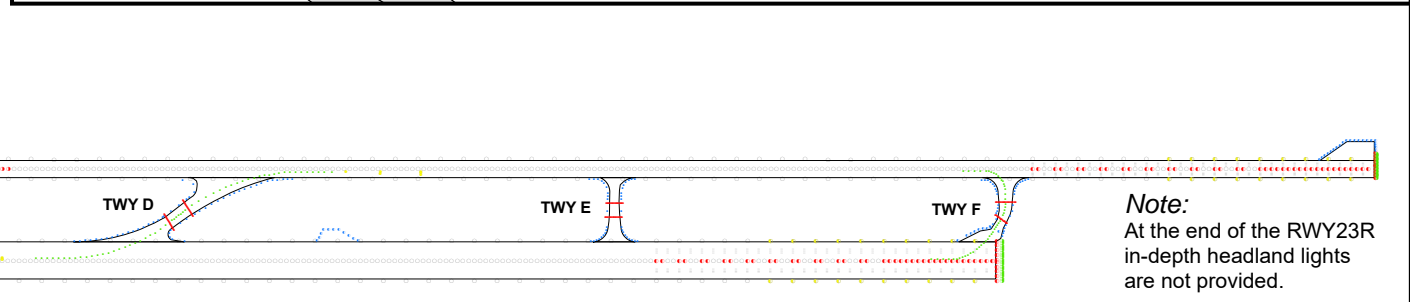 TWY D
TWY E
TWY F
Note:
At the end of the RWY23R
in-depth headland lights
are not provided.